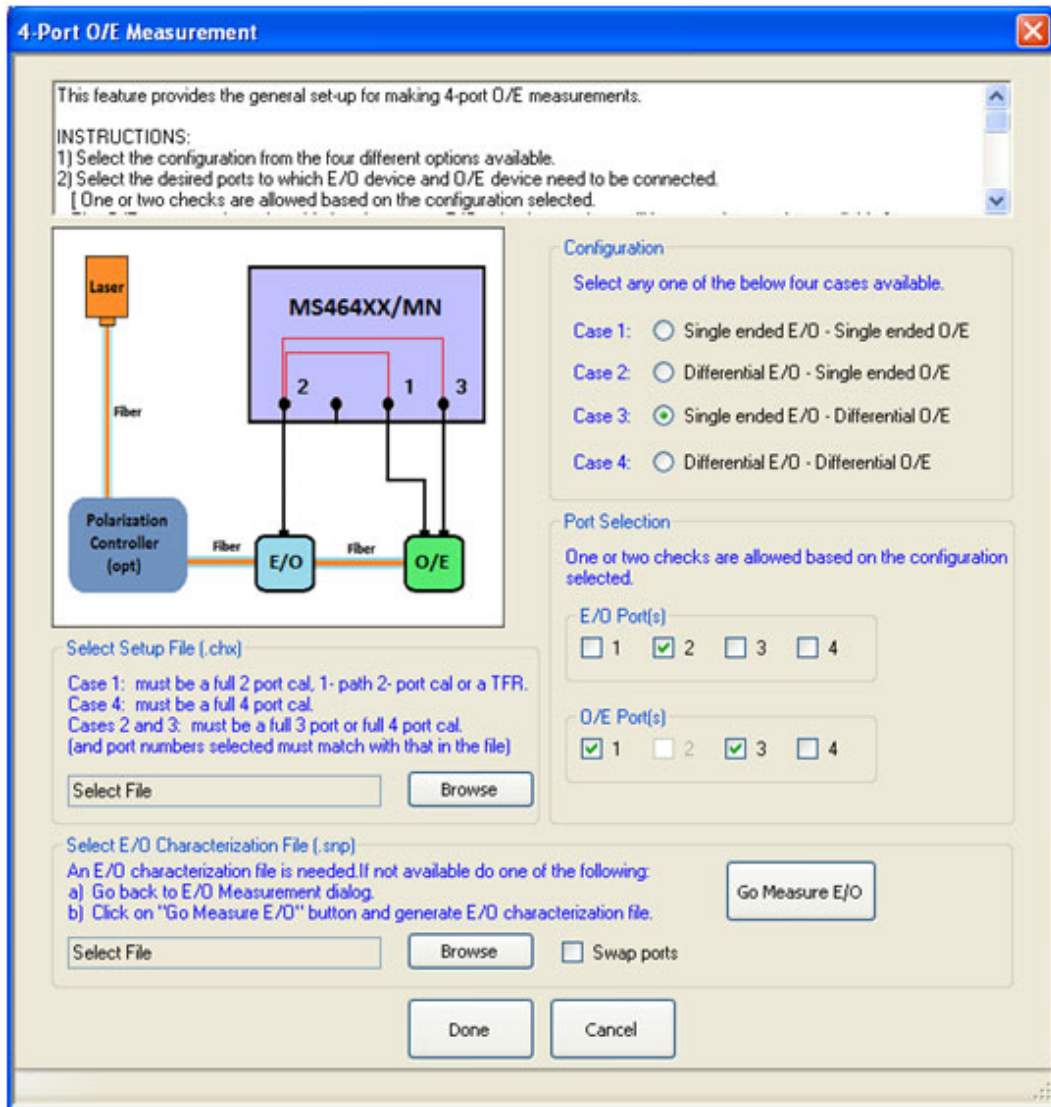 4-Port O/E Measurement
This feature provides the general set-up for making 4-port O/E measurements.
INSTRUCTIONS:
1) Select the configuration from the four different options available.
2) Select the desired ports to which E/O device and O/E device need to be connected.
[ One or two checks are allowed based on the configuration selected.
Laser
MS464XX/MN
2 1 3
Fiber
Polarization
Controller
(opt)
Fiber
E/O
Fiber
O/E
Configuration
Select any one of the below four cases available.
Case 1: Single ended E/O - Single ended O/E
Case 2: Differential E/O - Single ended O/E
Case 3: Single ended E/O - Differential O/E
Case 4: Differential E/O - Differential O/E
Port Selection
One or two checks are allowed based on the configuration
selected.
E/O Port(s)
1 2 3 4
O/E Port(s)
1 2 3 4
Select Setup File (.chx)
Case 1: must be a full 2 port cal, 1- path 2- port cal or a TFR.
Case 4: must be a full 4 port cal.
Cases 2 and 3: must be a full 3 port or full 4 port cal.
(and port numbers selected must match with that in the file)
Select File
Browse
Select E/O Characterization File (.snp)
An E/O characterization file is needed.If not available do one of the following:
a) Go back to E/O Measurement dialog.
b) Click on "Go Measure E/O" button and generate E/O characterization file.
Go Measure E/O
Select File
Browse
Swap ports
Done
Cancel